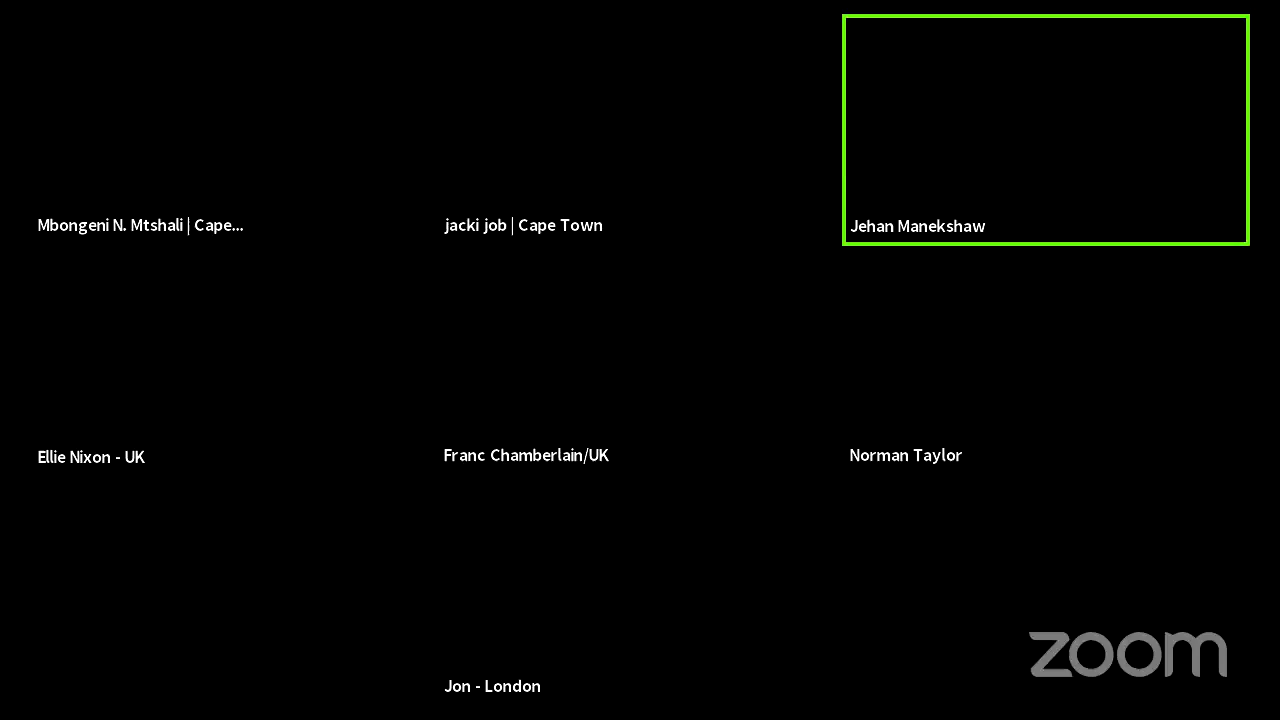 Mbongeni N. Mtshali | Cape...
jacki job | Cape Town
Jehan Manekshaw
Ellie Nixon - UK
Franc Chamberlain/UK
Norman Taylor
Jon - London
zoom